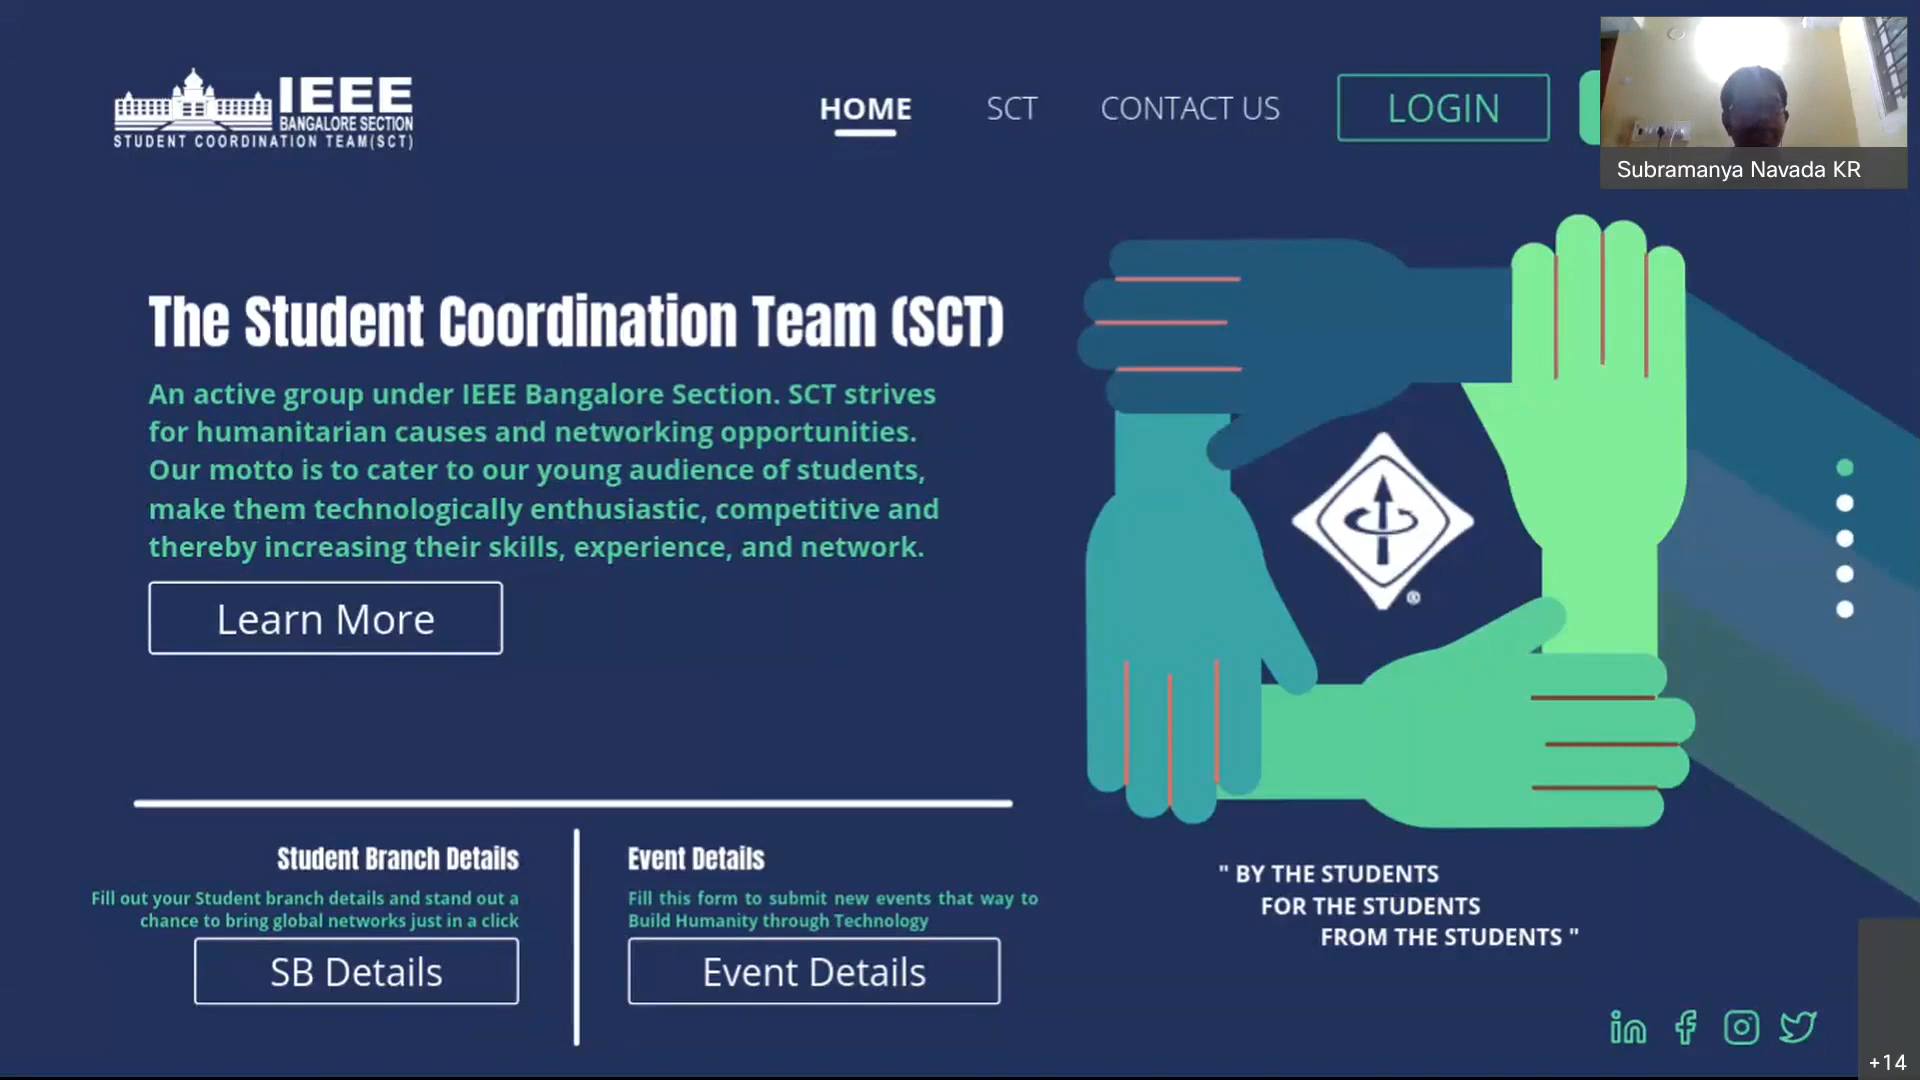 IEEE
BANGALORE SECTION
STUDENT COORDINATION TEAM(SCT)
HOME
SCT
CONTACT US
LOGIN
Subramanya Navada KR
The Student Coordination Team (SCT)
An active group under IEEE Bangalore Section. SCT strives
for humanitarian causes and networking opportunities.
Our motto is to cater to our young audience of students,
make them technologically enthusiastic, competitive and
thereby increasing their skills, experience, and network.
Learn More
®
Student Branch Details
Fill out your Student branch details and stand out a
chance to bring global networks just in a click
SB Details
Event Details
Fill this form to submit new events that way to
Build Humanity through Technology
Event Details
" BY THE STUDENTS
FOR THE STUDENTS
FROM THE STUDENTS "
in
+14